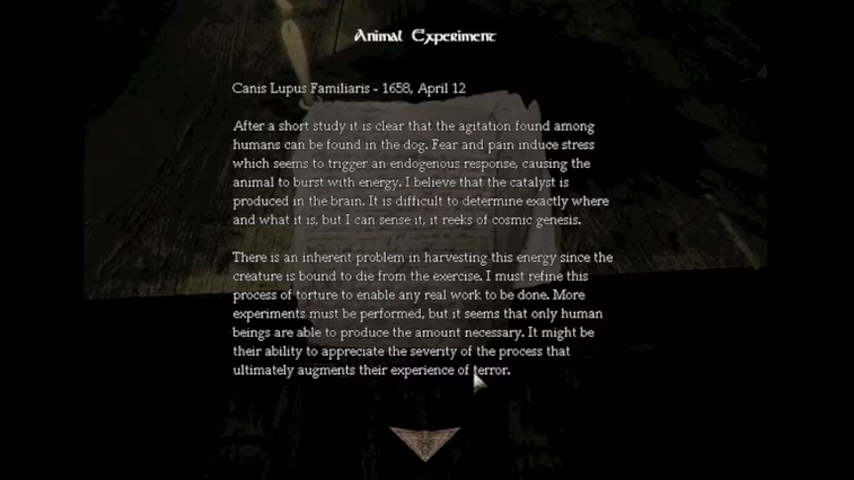 Animal Experiment
Canis Lupus Familiaris - 1658, April 12
After a short study it is clear that the agitation found among
humans can be found in the dog. Fear and pain induce stress
which seems to trigger an endogenous response, causing the
animal to burst with energy. I believe that the catalyst is
produced in the brain. It is difficult to determine exactly where
and what it is, but I can sense it, it reeks of cosmic genesis.
There is an inherent problem in harvesting this energy since the
creature is bound to die from the exercise. I must refine this
process of torture to enable any real work to be done. More
experiments must be performed, but it seems that only human
beings are able to produce the amount necessary. It might be
their ability to appreciate the severity of the process that
ultimately augments their experience of terror.